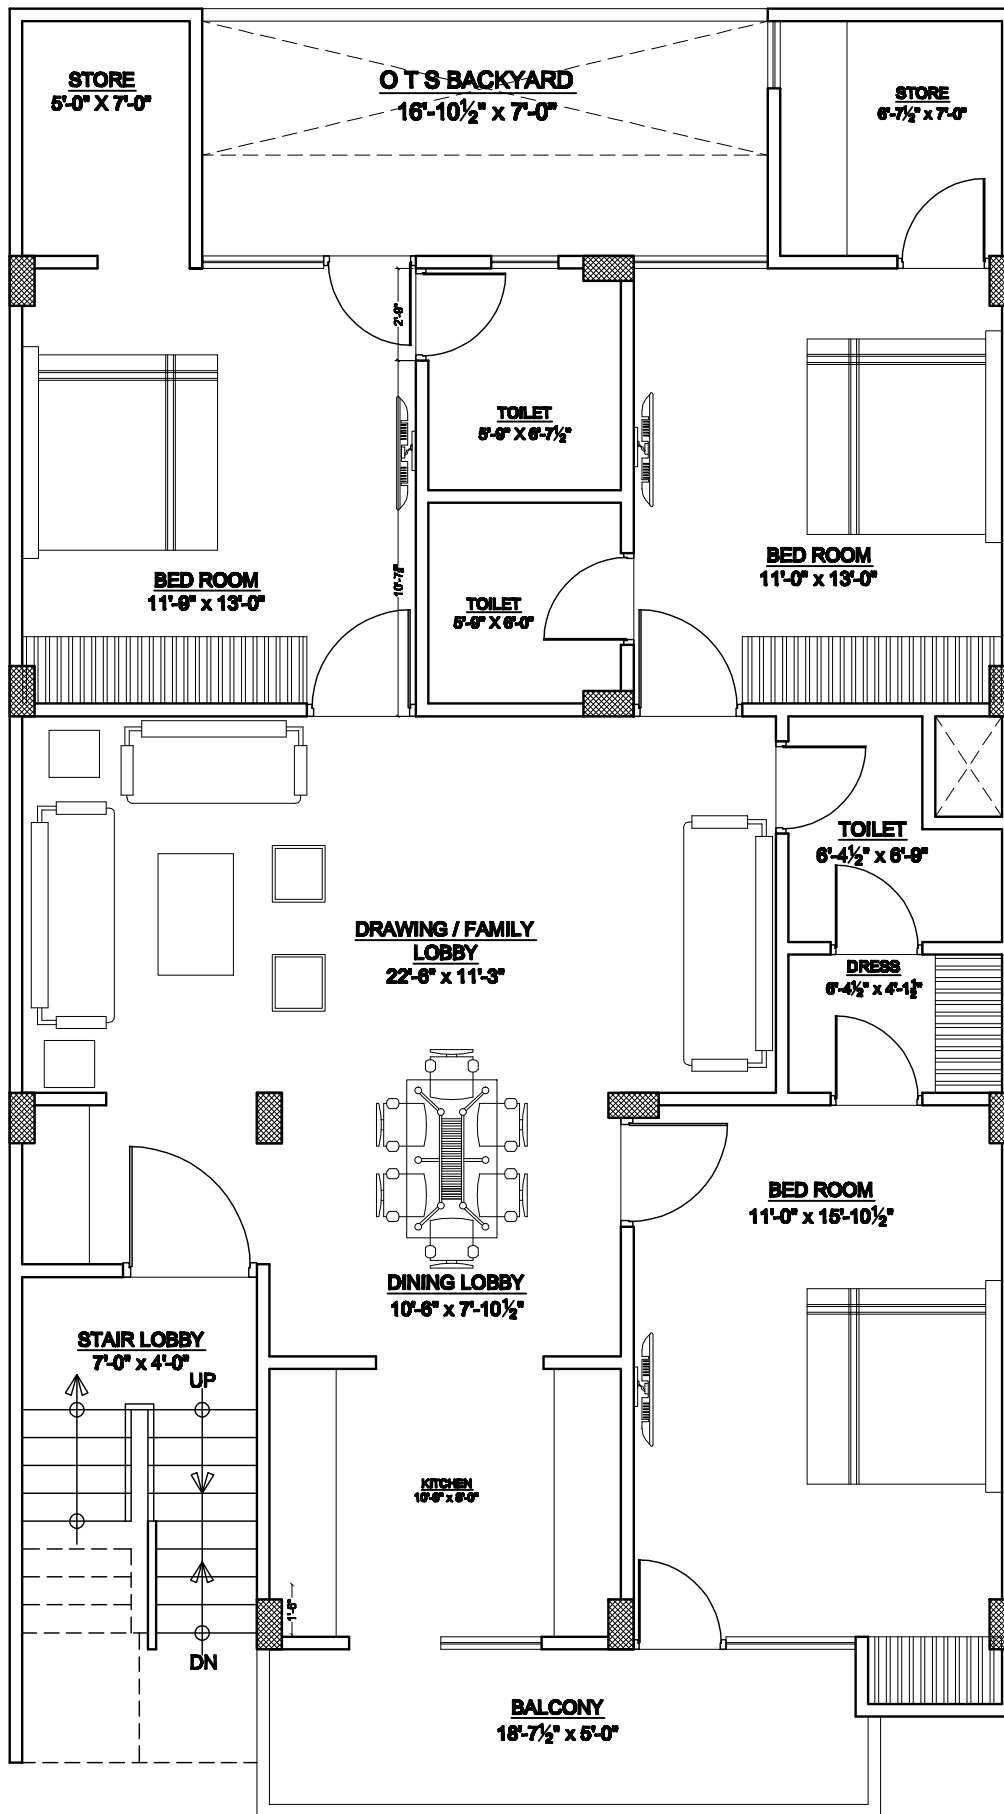 STORE
5'-0" X 7'-0"
O T S BACKYARD
16'-10½" x 7'-0"
STORE
6'-7½" x 7'-0"
2'-9"
TOILET
5'-9" X 6'-7½"
BED ROOM
11'-9" x 13'-0"
BED ROOM
11'-0" x 13'-0"
10'-7½"
TOILET
5'-9" X 6'-0"
TOILET
6'-4½" x 6'-9"
DRAWING / FAMILY
LOBBY
22'-6" x 11'-3"
DRESS
6'-4½" x 4'-1½"
BED ROOM
11'-0" x 15'-10½"
DINING LOBBY
10'-6" x 7'-10½"
STAIR LOBBY
7'-0" x 4'-0"
UP
KITCHEN
1'-6"
DN
BALCONY
18'-7½" x 5'-0"